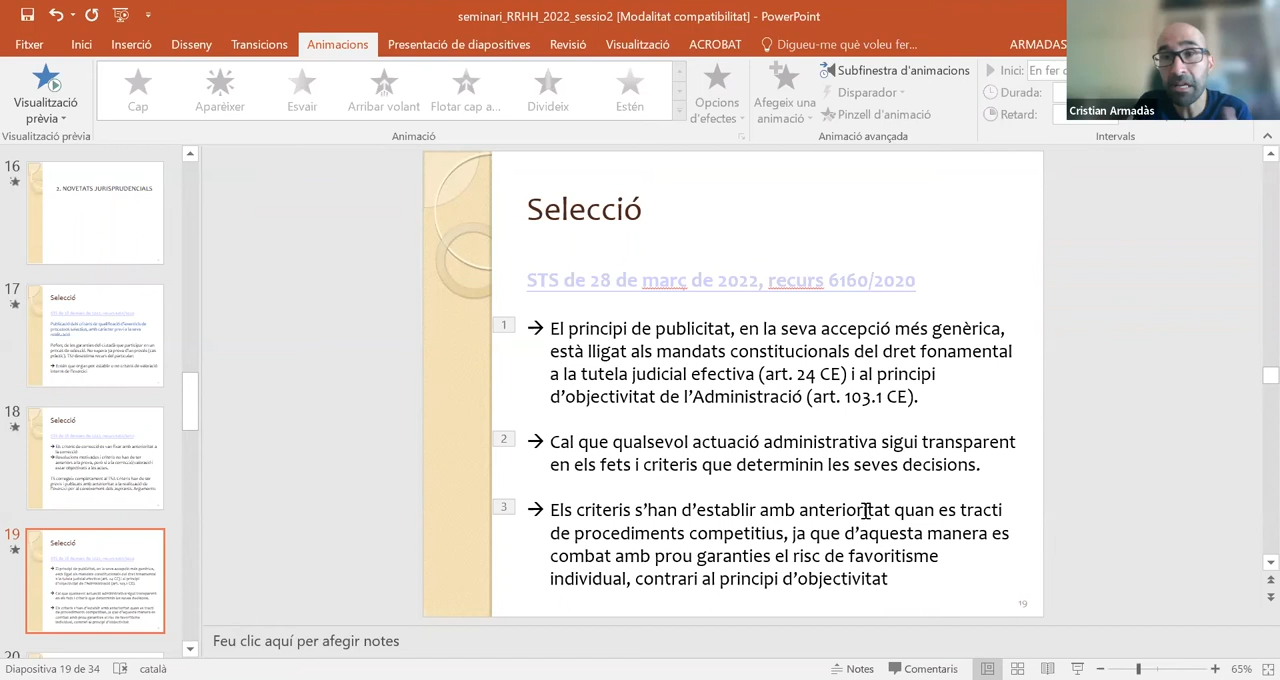 seminari_RRHH_2022_sessio2 [Modalitat compatibilitat] - PowerPoint
Fitxer Inici Inserció Disseny Transicions Animacions Presentació de diapositives Revisió Visualització ACROBAT Digueu-me què voleu fer... ARMADAS
Visualització prèvia
Cap Aparèixer Esvair Arribar volant Flotar cap a... Divideix Estén
Opcions d'efectes
Afegeix una animació
Subfinestra d'animacions
Disparador
Pinzell d'animació
Inici: En fer c
Durada:
Retard:
Visualització prèvia Animació Animació avançada Intervals
Cristian Armadàs
16
2. NOVETATS JURISPRUDENCIALS
17
Selecció
18
Selecció
19
Selecció
20
Selecció
STS de 28 de març de 2022, recurs 6160/2020
1 → El principi de publicitat, en la seva accepció més genèrica,
està lligat als mandats constitucionals del dret fonamental
a la tutela judicial efectiva (art. 24 CE) i al principi
d'objectivitat de l'Administració (art. 103.1 CE).
2 → Cal que qualsevol actuació administrativa sigui transparent
en els fets i criteris que determinin les seves decisions.
3 → Els criteris s'han d'establir amb anterioritat quan es tracti
de procediments competitius, ja que d'aquesta manera es
combat amb prou garanties el risc de favoritisme
individual, contrari al principi d'objectivitat
19
Feu clic aquí per afegir notes
Diapositiva 19 de 34 català Notes Comentaris 65%